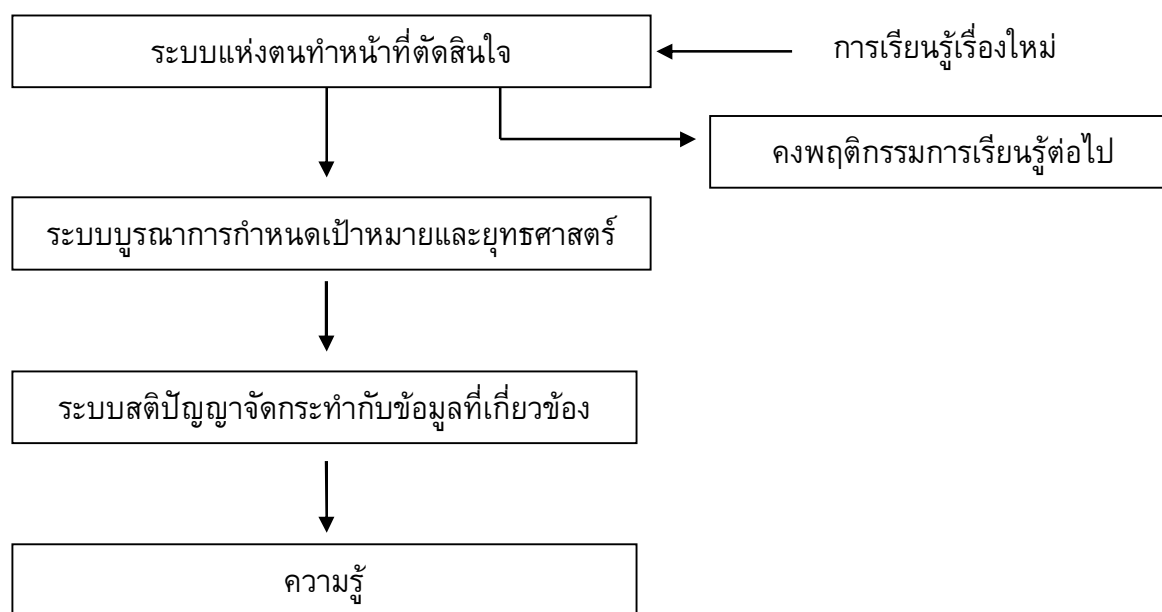 ระบบแห่งตนทำหน้าที่ตัดสินใจ
การเรียนรู้เรื่องใหม่
คงพฤติกรรมการเรียนรู้ต่อไป
ระบบบูรณาการกำหนดเป้าหมายและยุทธศาสตร์
ระบบสติปัญญาจัดกระทำกับข้อมูลที่เกี่ยวข้อง
ความรู้